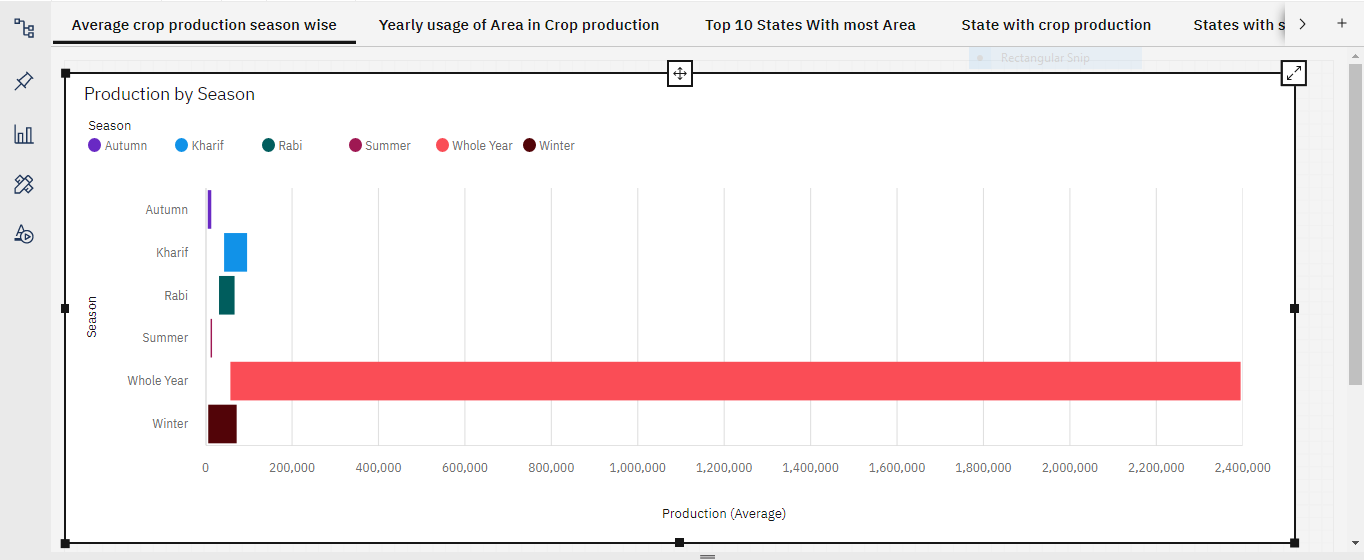 Average crop production season wise
Yearly usage of Area in Crop production
Top 10 States With most Area
State with crop production
States with s
Rectangular Snip
Production by Season
Season
Autumn Kharif Rabi Summer Whole Year Winter
Autumn
Kharif
Rabi
Summer
Whole Year
Winter
Season
0 200,000 400,000 600,000 800,000 1,000,000 1,200,000 1,400,000 1,600,000 1,800,000 2,000,000 2,200,000 2,400,000
Production (Average)